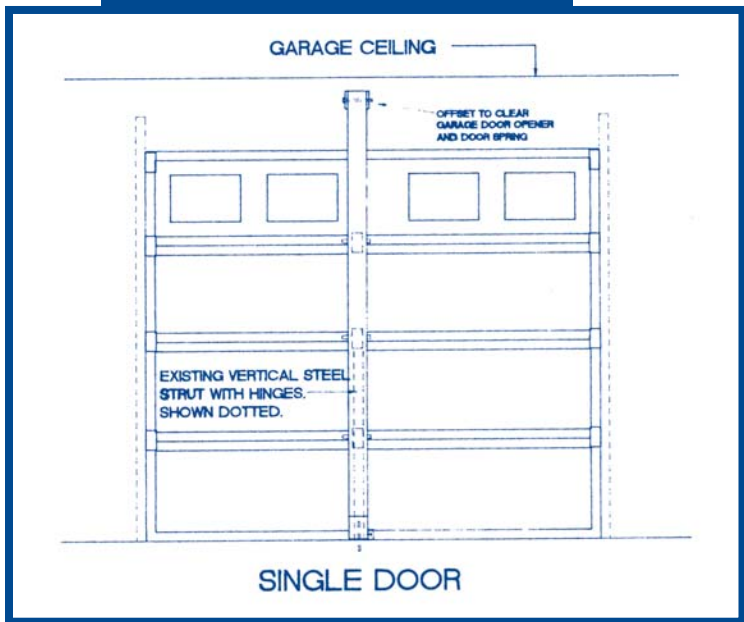 GARAGE CEILING
OFFSET TO CLEAR
GARAGE DOOR OPENER
AND DOOR SPRING
EXISTING VERTICAL STEEL
STRUT WITH HINGES.
SHOWN DOTTED.
SINGLE DOOR